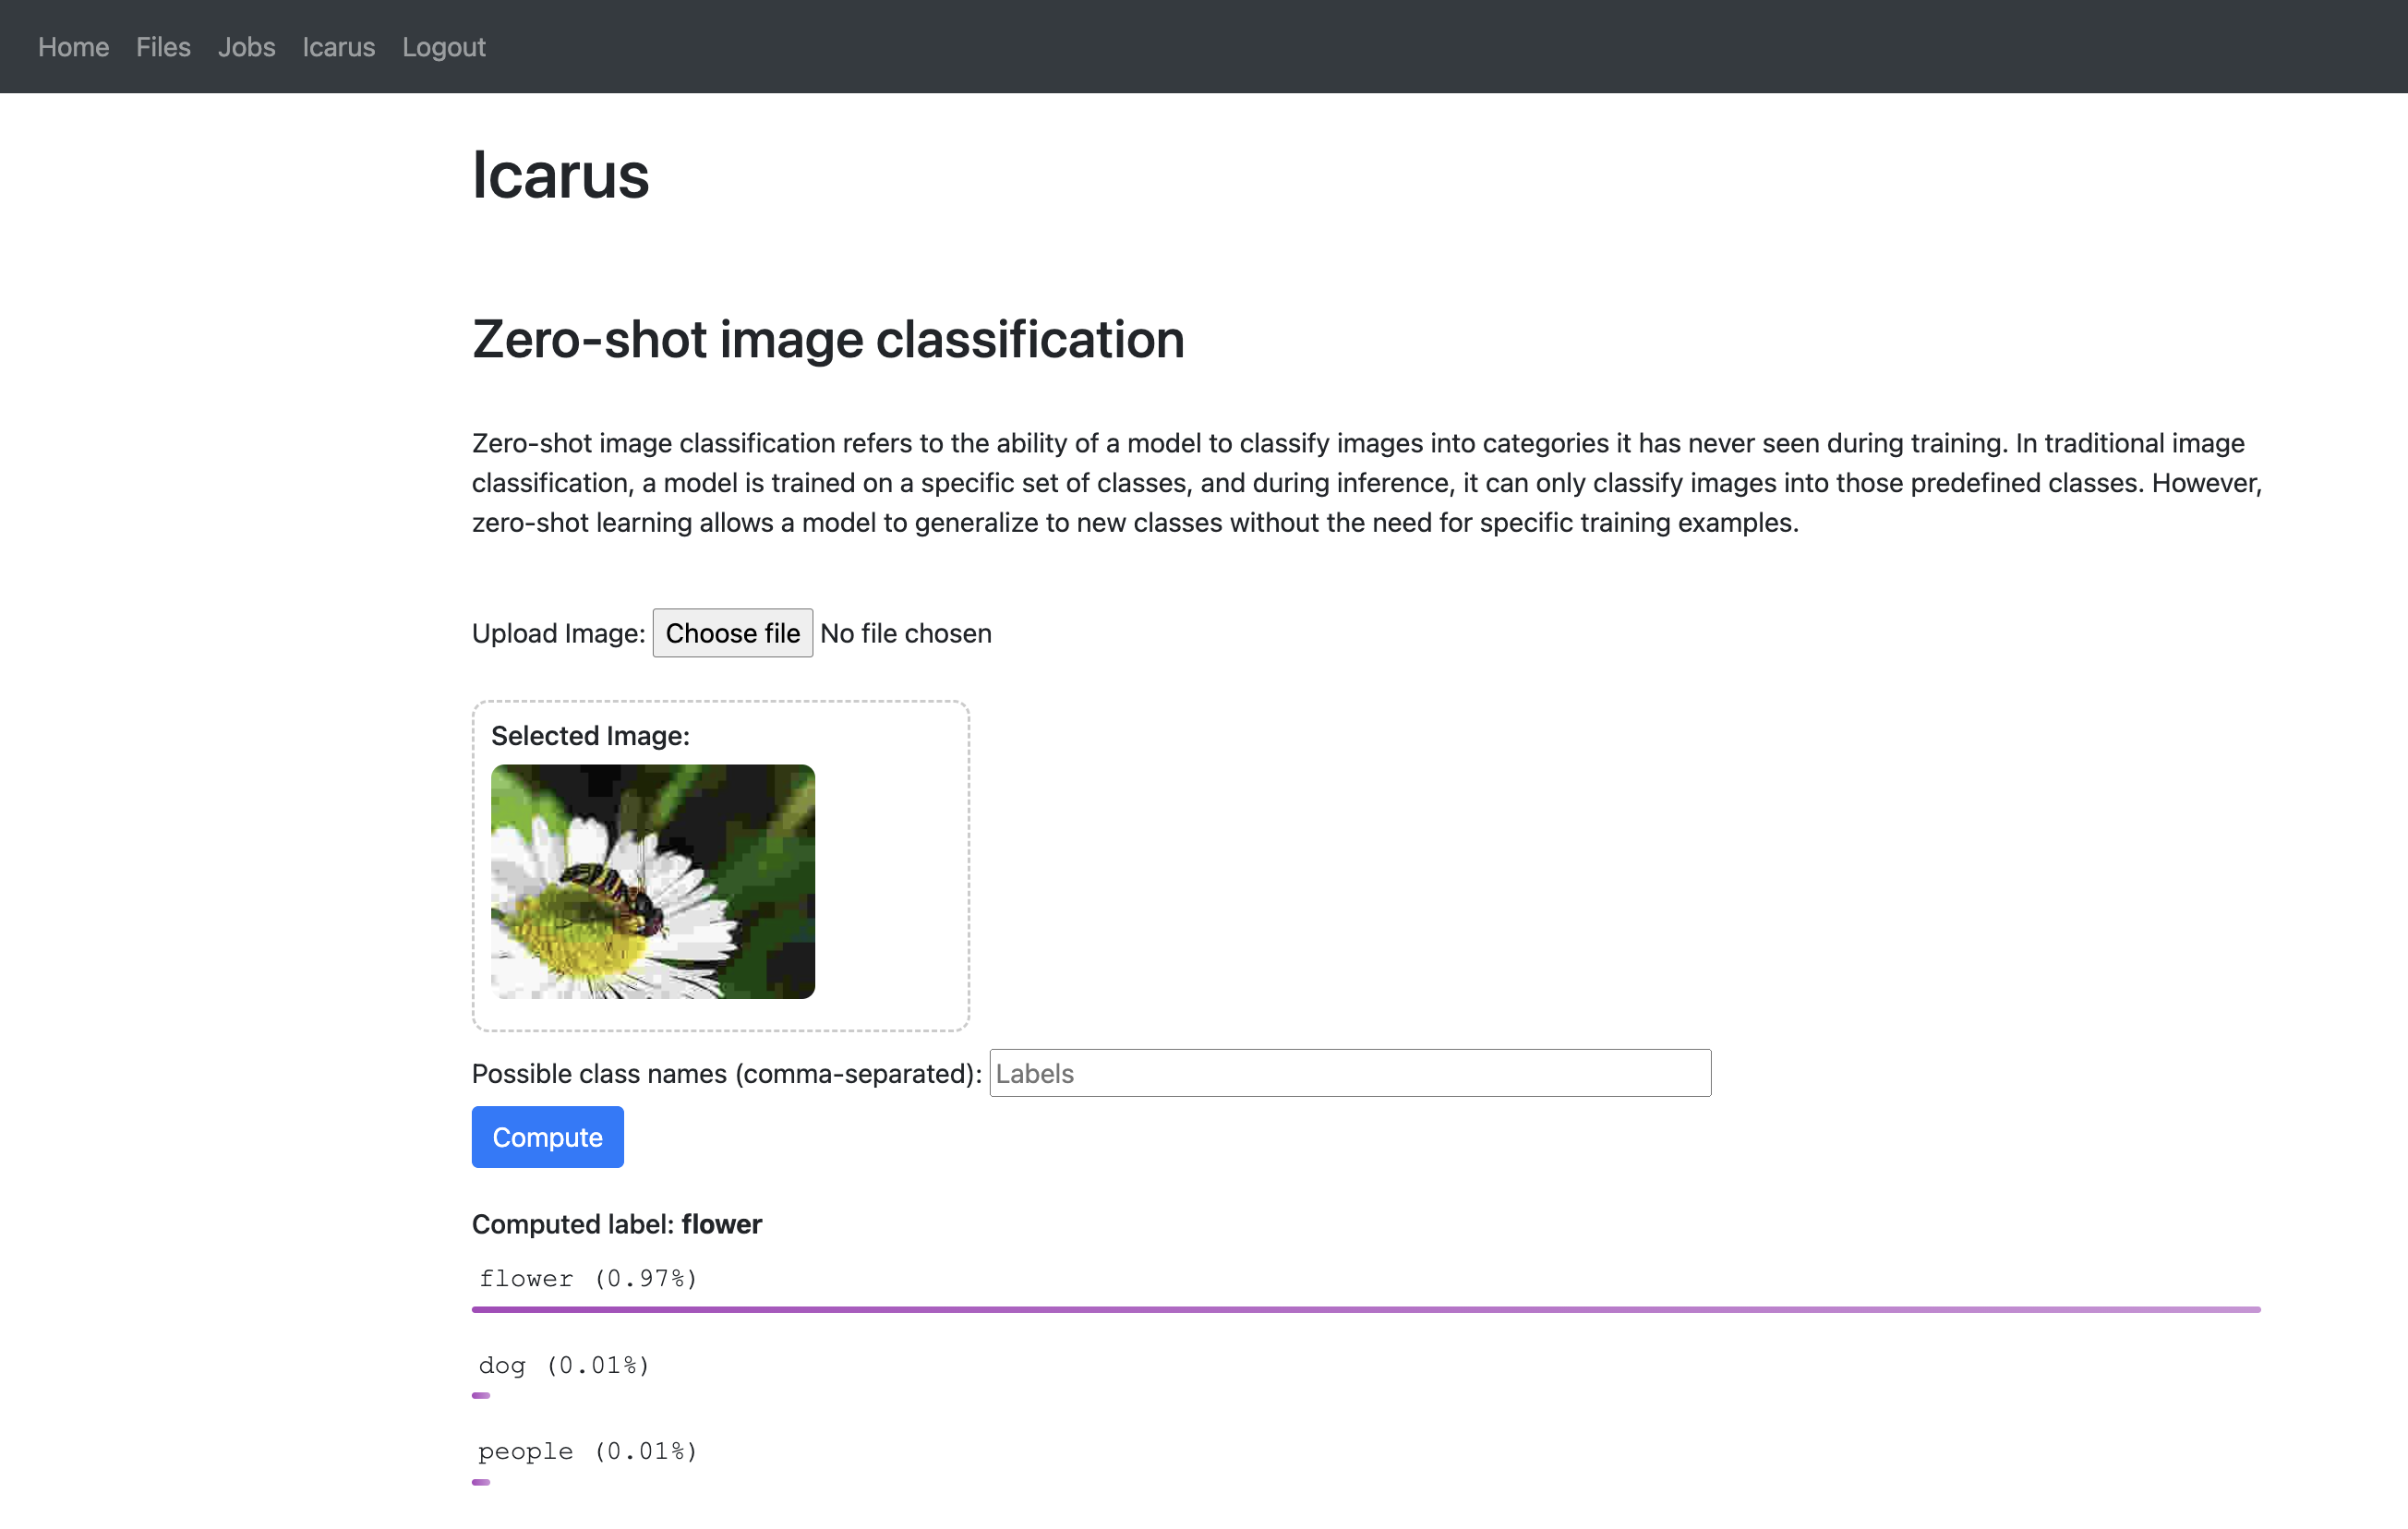 Home Files Jobs Icarus Logout
Icarus
Zero-shot image classification
Zero-shot image classification refers to the ability of a model to classify images into categories it has never seen during training. In traditional image
classification, a model is trained on a specific set of classes, and during inference, it can only classify images into those predefined classes. However,
zero-shot learning allows a model to generalize to new classes without the need for specific training examples.
Upload Image: Choose file No file chosen
Selected Image:
Possible class names (comma-separated): Labels
Compute
Computed label: flower
flower (0.97%)
dog (0.01%)
people (0.01%)